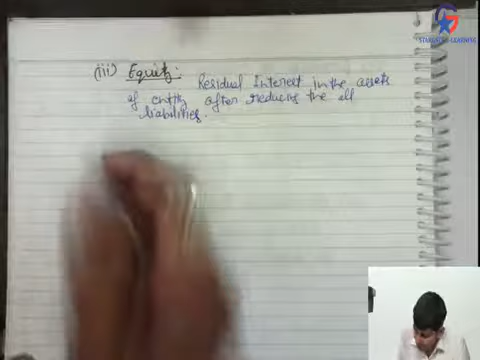 (iii) Equity: Residual Interest in the assets
of entity after reducing the all
liabilities.